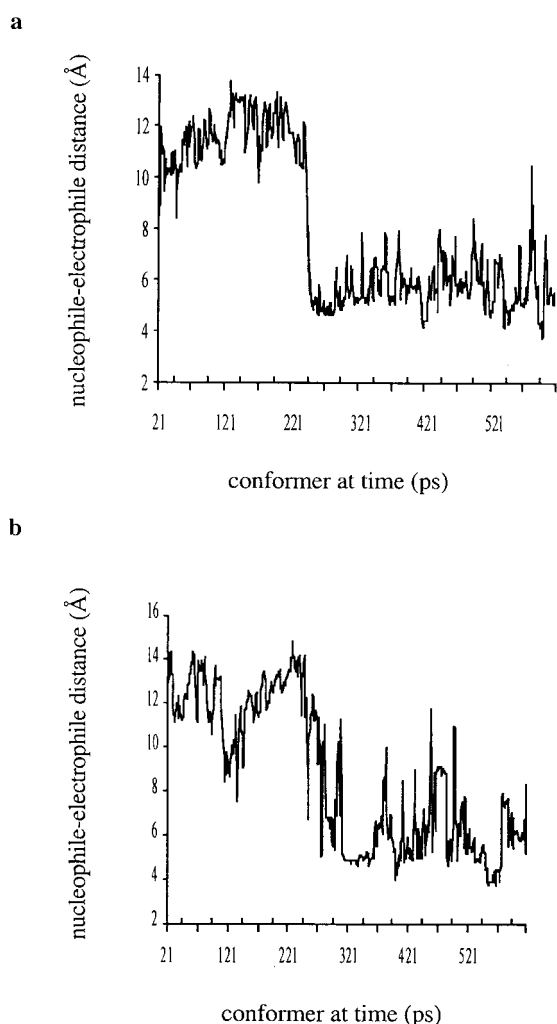 a
nucleophile-electrophile distance (Å)
14
12
10
8
6
4
2
21 121 221 321 421 521
conformer at time (ps)
b
nucleophile-electrophile distance (Å)
16
14
12
10
8
6
4
2
21 121 221 321 421 521
conformer at time (ps)